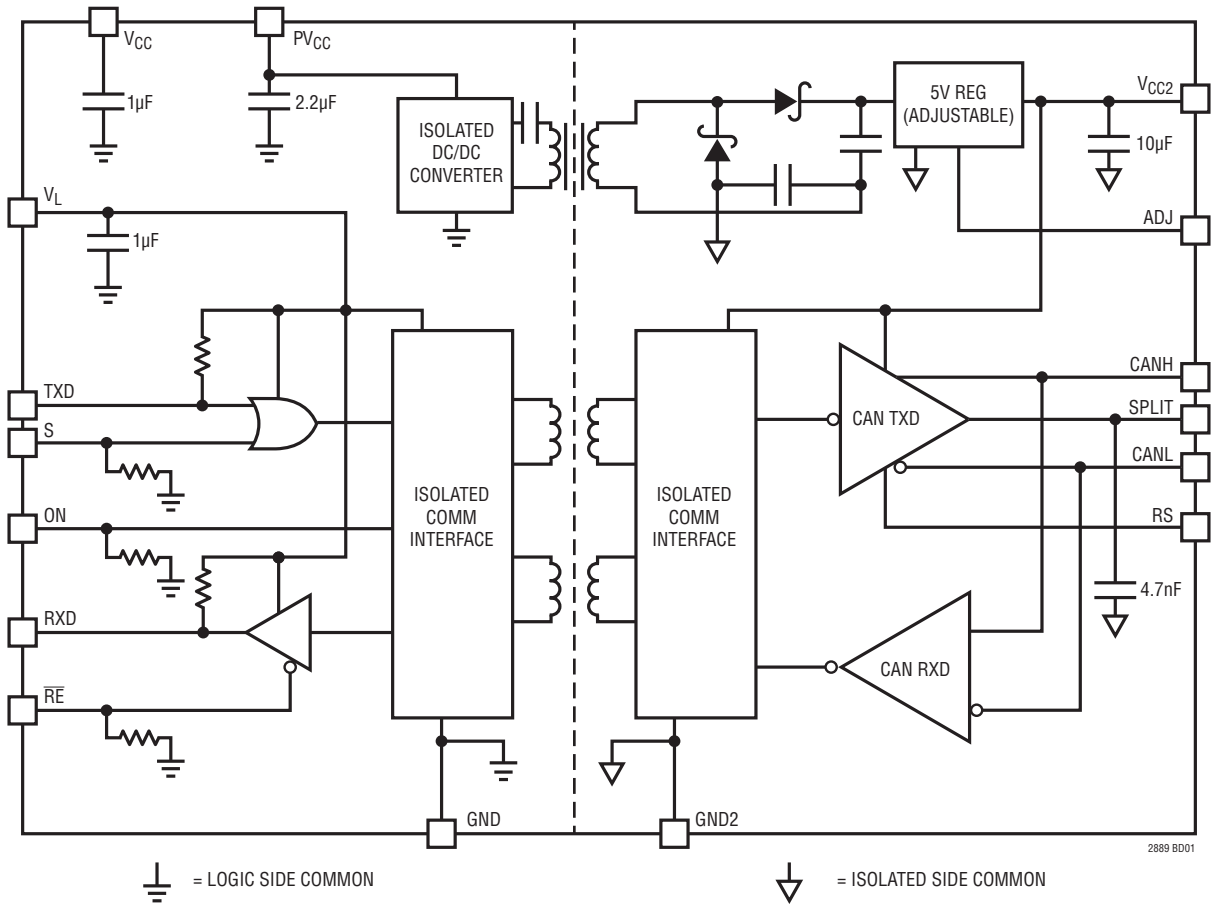 VCC
PVCC
1µF
2.2µF
ISOLATED
DC/DC
CONVERTER
5V REG
(ADJUSTABLE)
VCC2
10µF
VL
1µF
ADJ
TXD
S
ON
RXD
R̅E̅
ISOLATED
COMM
INTERFACE
ISOLATED
COMM
INTERFACE
CAN TXD
CANH
SPLIT
CANL
RS
4.7nF
CAN RXD
GND
GND2
2889 BD01
= LOGIC SIDE COMMON
= ISOLATED SIDE COMMON